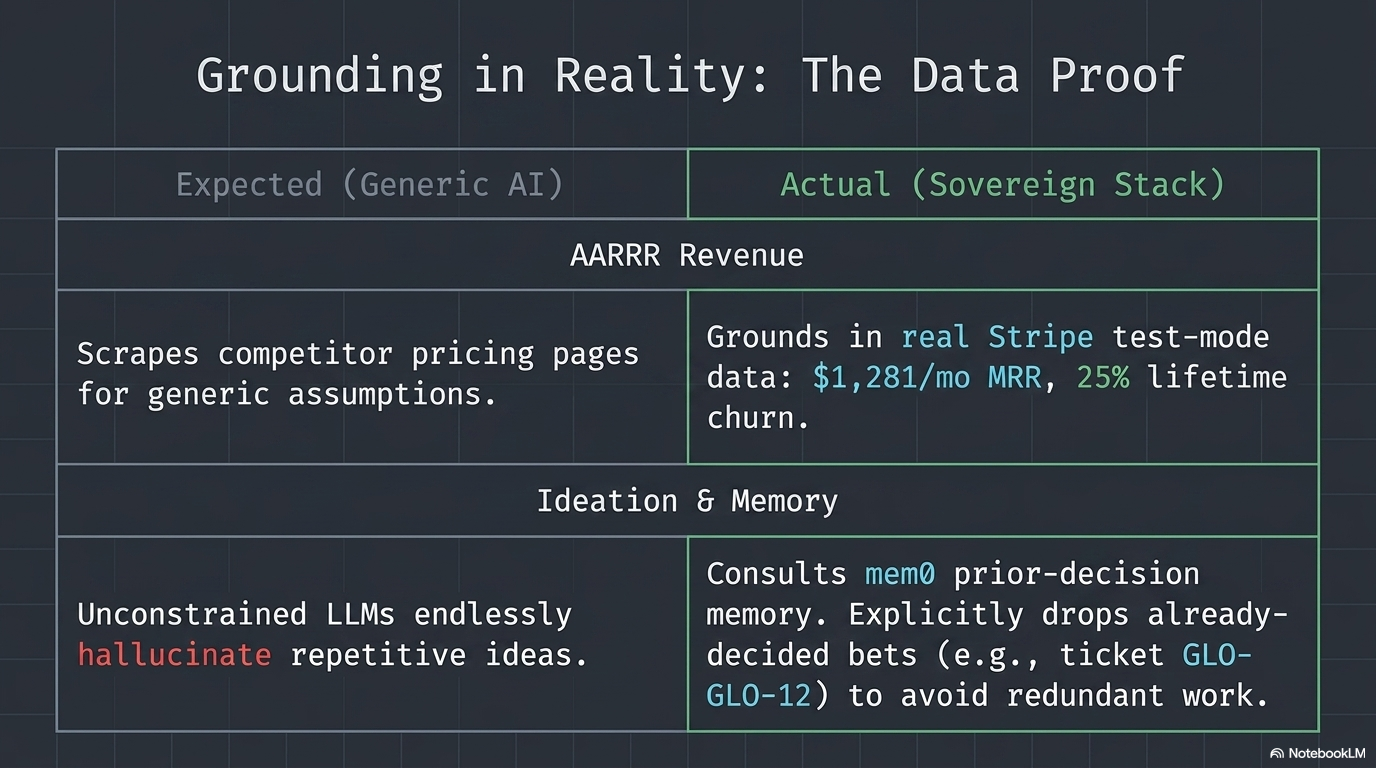 Grounding in Reality: The Data Proof
Expected (Generic AI)
Actual (Sovereign Stack)
AARRR Revenue
Scrapes competitor pricing pages
for generic assumptions.
Grounds in real Stripe test-mode
data: $1,281/mo MRR, 25% lifetime
churn.
Ideation & Memory
Unconstrained LLMs endlessly
hallucinate repetitive ideas.
Consults mem0 prior-decision
memory. Explicitly drops already-
decided bets (e.g., ticket GLO-
GLO-12) to avoid redundant work.
NotebookLM